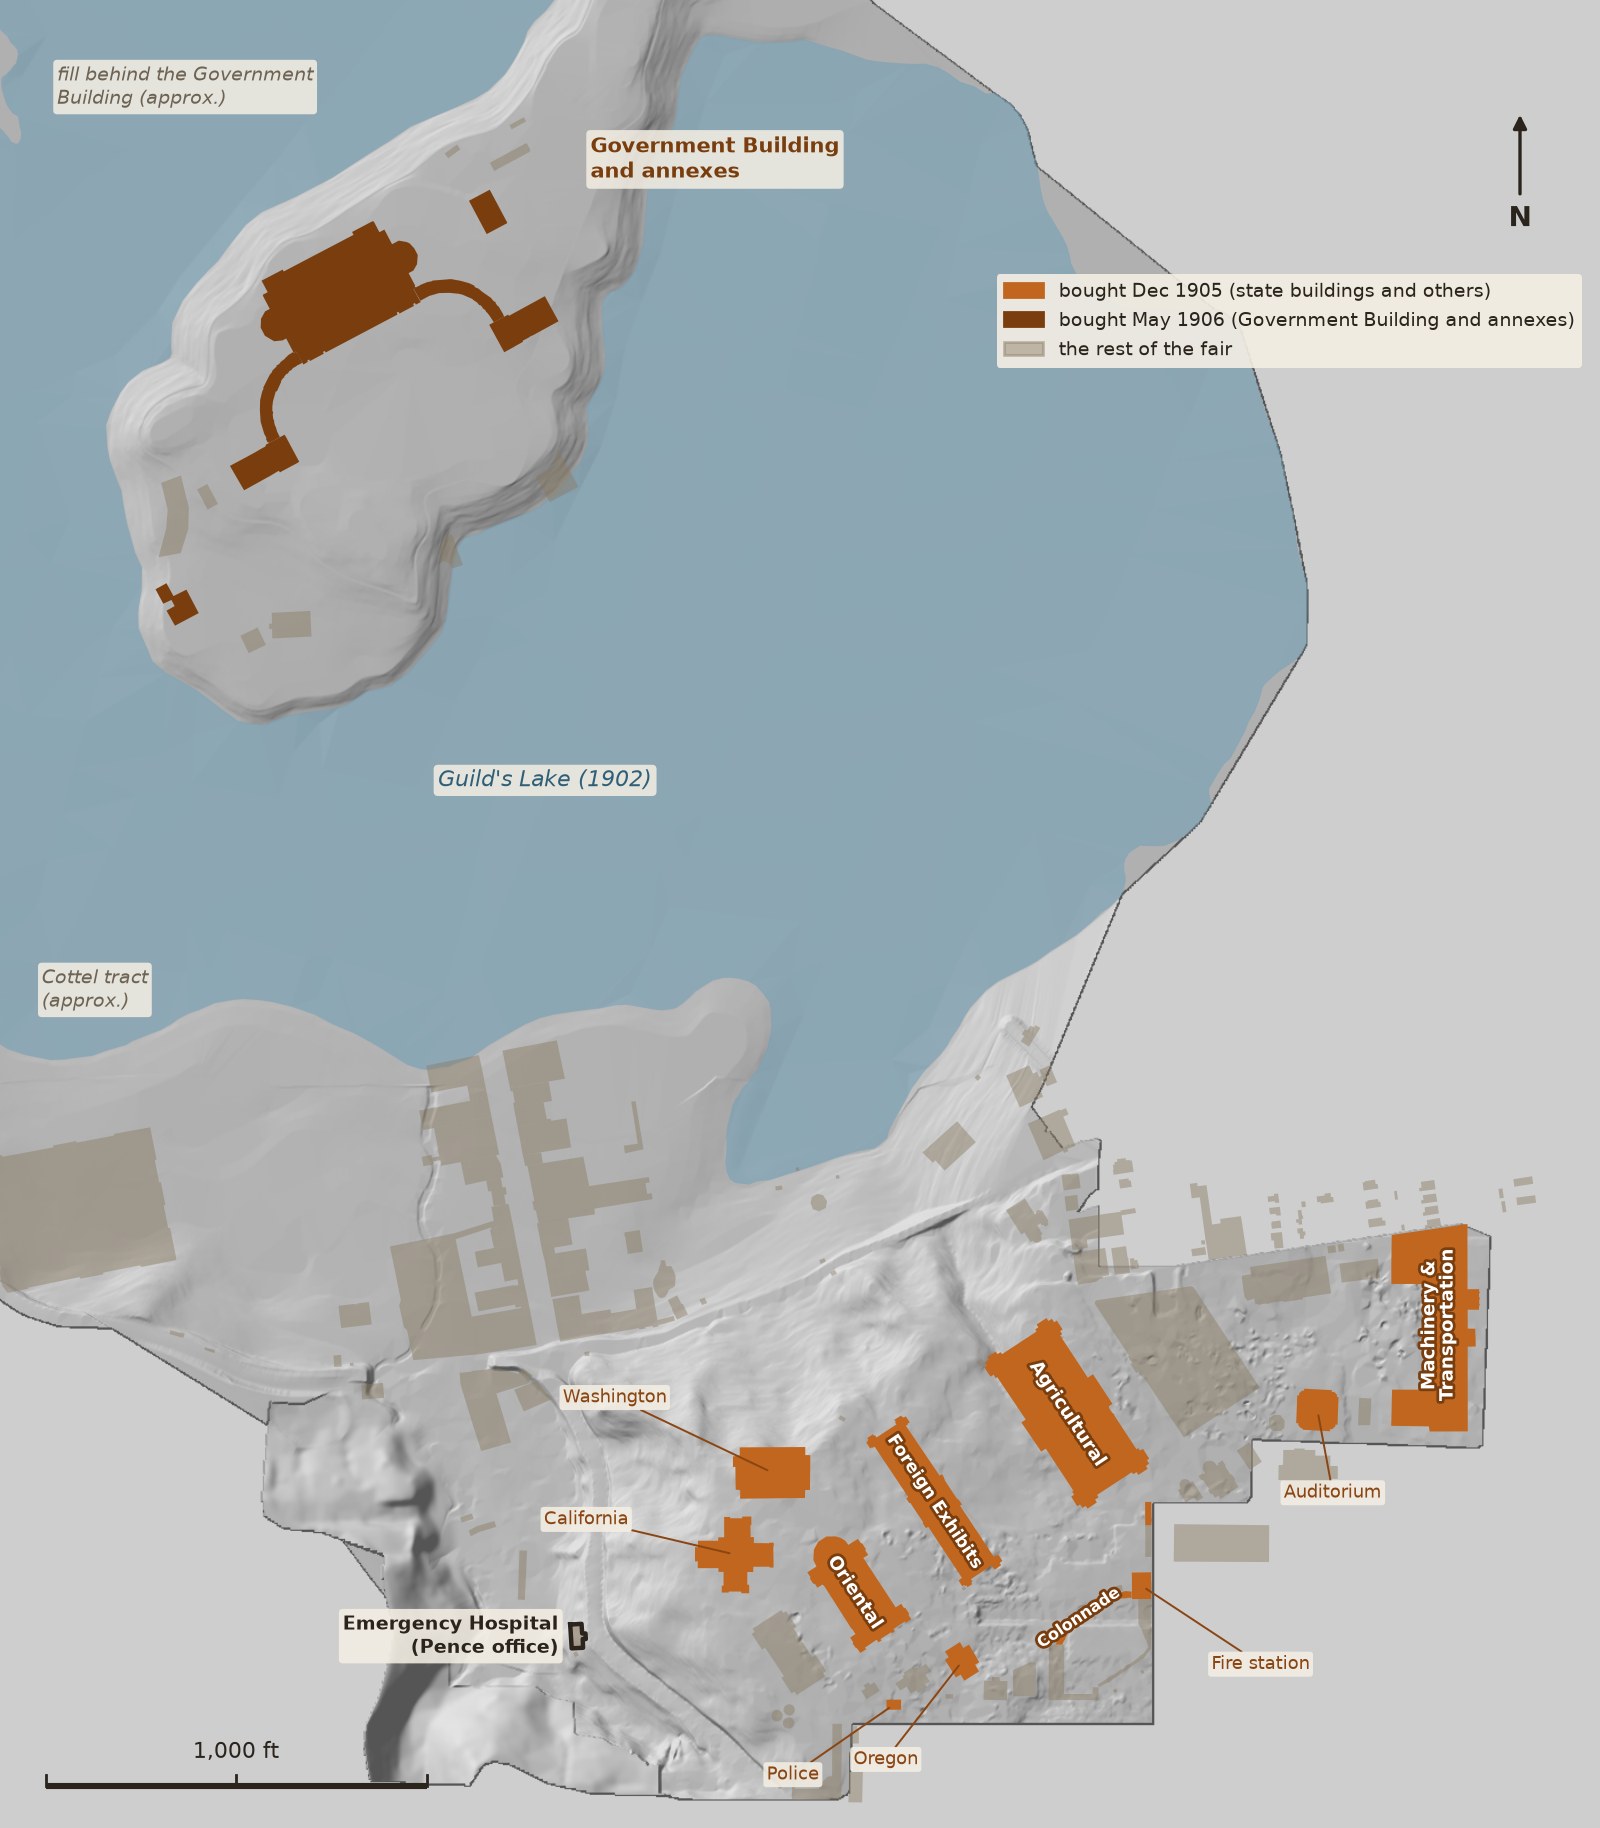 fill behind the Government
Building (approx.)
Government Building
and annexes
N
bought Dec 1905 (state buildings and others)
bought May 1906 (Government Building and annexes)
the rest of the fair
Guild's Lake (1902)
Cottel tract
(approx.)
Machinery &
Transportation
Washington
Agricultural
Foreign Exhibits
Auditorium
California
Oriental
Colonnade
Emergency Hospital
(Pence office)
Fire station
Oregon
Police
1,000 ft